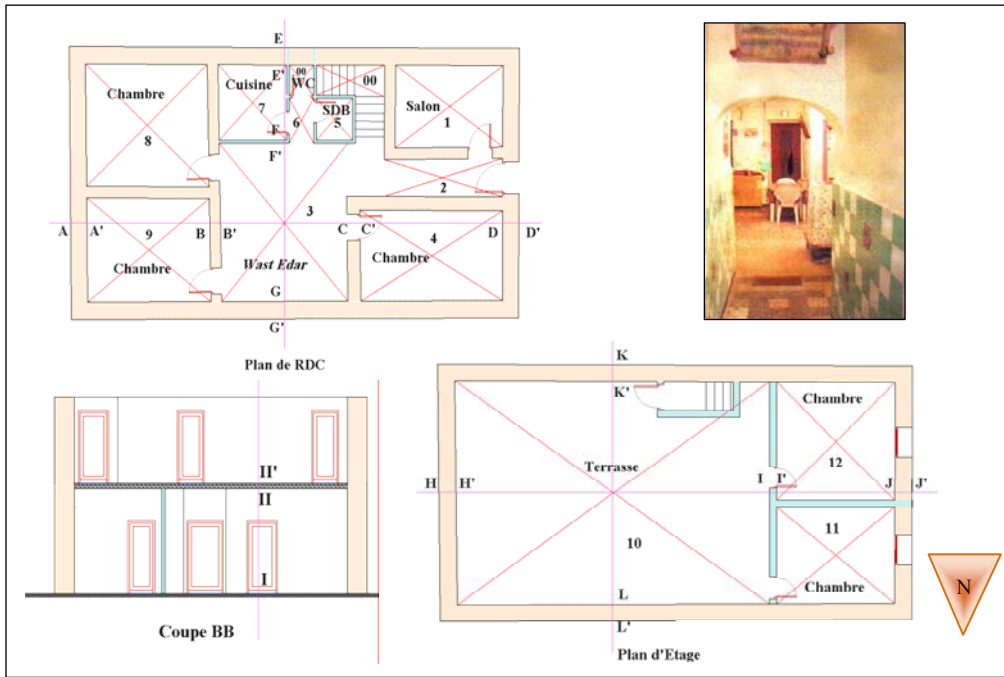 E
E'
00
WC
00
Chambre
Cuisine
7
SDB
Salon
8
F
6
5
1
F'
2
3
A A' 9 B B' C C' 4 D D'
Chambre
Wast Edar
Chambre
G
G'
Plan de RDC
II'
II
I
Coupe BB
K
K'
Chambre
12
Terrasse
H H' I I' J J'
10
11
L
Chambre
L'
Plan d'Etage
N